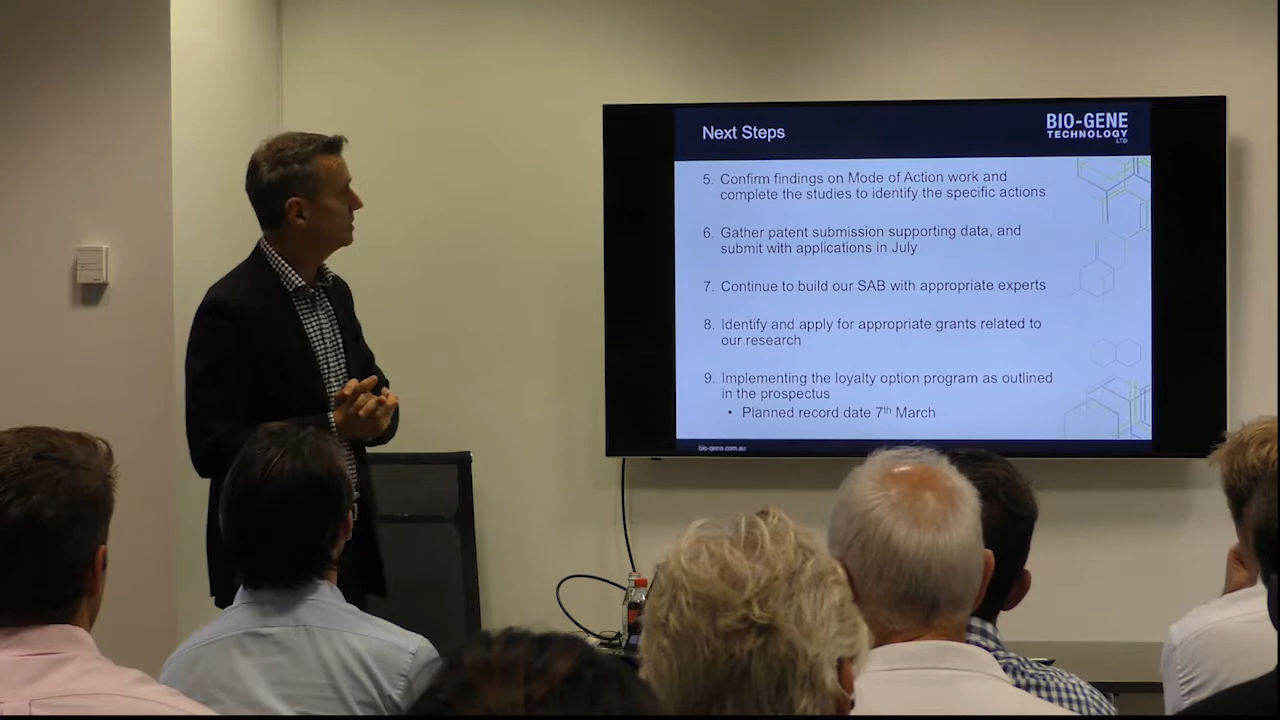 Next Steps
BIO-GENE
TECHNOLOGY
LTD
5. Confirm findings on Mode of Action work and
complete the studies to identify the specific actions
6. Gather patent submission supporting data, and
submit with applications in July
7. Continue to build our SAB with appropriate experts
8. Identify and apply for appropriate grants related to
our research
9. Implementing the loyalty option program as outlined
in the prospectus
• Planned record date 7th March
bio-gene.com.au